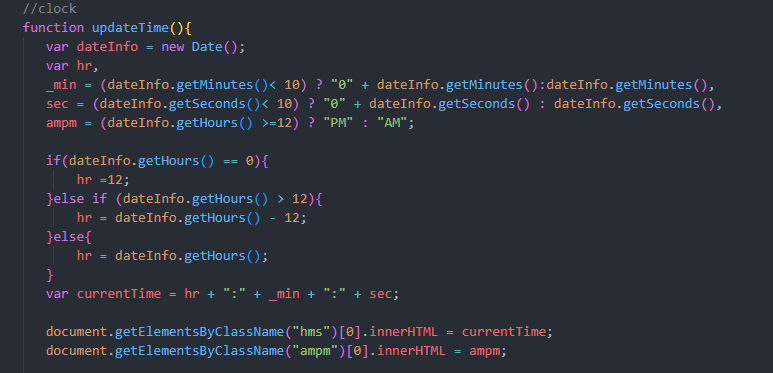 //clock
function updateTime(){
var dateInfo = new Date();
var hr,
_min = (dateInfo.getMinutes()< 10) ? "0" + dateInfo.getMinutes():dateInfo.getMinutes(),
sec = (dateInfo.getSeconds()< 10) ? "0" + dateInfo.getSeconds() : dateInfo.getSeconds(),
ampm = (dateInfo.getHours() >=12) ? "PM" : "AM";
if(dateInfo.getHours() == 0){
hr =12;
}else if (dateInfo.getHours() > 12){
hr = dateInfo.getHours() - 12;
}else{
hr = dateInfo.getHours();
}
var currentTime = hr + ":" + _min + ":" + sec;
document.getElementsByClassName("hms")[0].innerHTML = currentTime;
document.getElementsByClassName("ampm")[0].innerHTML = ampm;